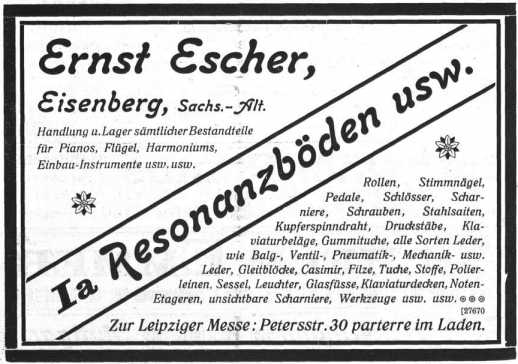 Ernst Escher,
Eisenberg, Sachs.-Alt.
Handlung u. Lager sämtlicher Bestandteile
für Pianos, Flügel, Harmoniums,
Einbau-Instrumente usw. usw.
Ia Resonanzböden usw.
Rollen, Stimmnägel,
Pedale, Schlösser, Schar-
niere, Schrauben, Stahlsaiten,
Kupferspinndraht, Druckstäbe, Kla-
viaturbeläge, Gummituche, alle Sorten Leder,
wie Balg-, Ventil-, Pneumatik-, Mechanik- usw.
Leder, Gleitblöcke, Casimir, Filze, Tuche, Stoffe, Polier-
leinen, Sessel, Leuchter, Glasfüsse, Klaviaturdecken, Noten-
Etageren, unsichtbare Scharniere, Werkzeuge usw. usw.
[27670
Zur Leipziger Messe: Petersstr. 30 parterre im Laden.